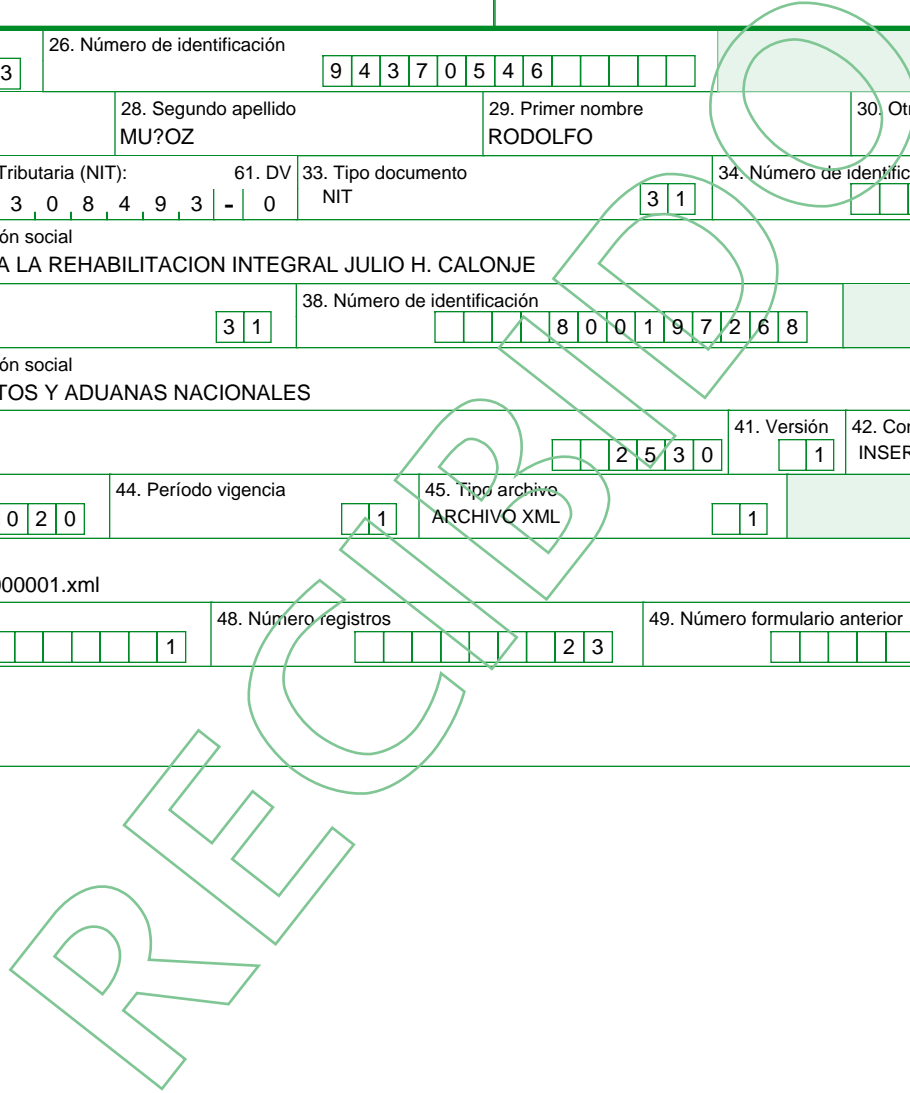 26. Número de identificación
3 9 4 3 7 0 5 4 6
28. Segundo apellido 29. Primer nombre 30. Otr
MU?OZ RODOLFO
Tributaria (NIT): 61. DV 33. Tipo documento 34. Número de identific
3 0 8 4 9 3 - 0 NIT 3 1
ón social
A LA REHABILITACION INTEGRAL JULIO H. CALONJE
38. Número de identificación
3 1 8 0 0 1 9 7 2 6 8
ón social
TOS Y ADUANAS NACIONALES
41. Versión 42. Con
2 5 3 0 1 INSER
44. Período vigencia 45. Tipo archivo
0 2 0 1 ARCHIVO XML 1
000001.xml
48. Número registros 49. Número formulario anterior
1 2 3
RECIBIDO